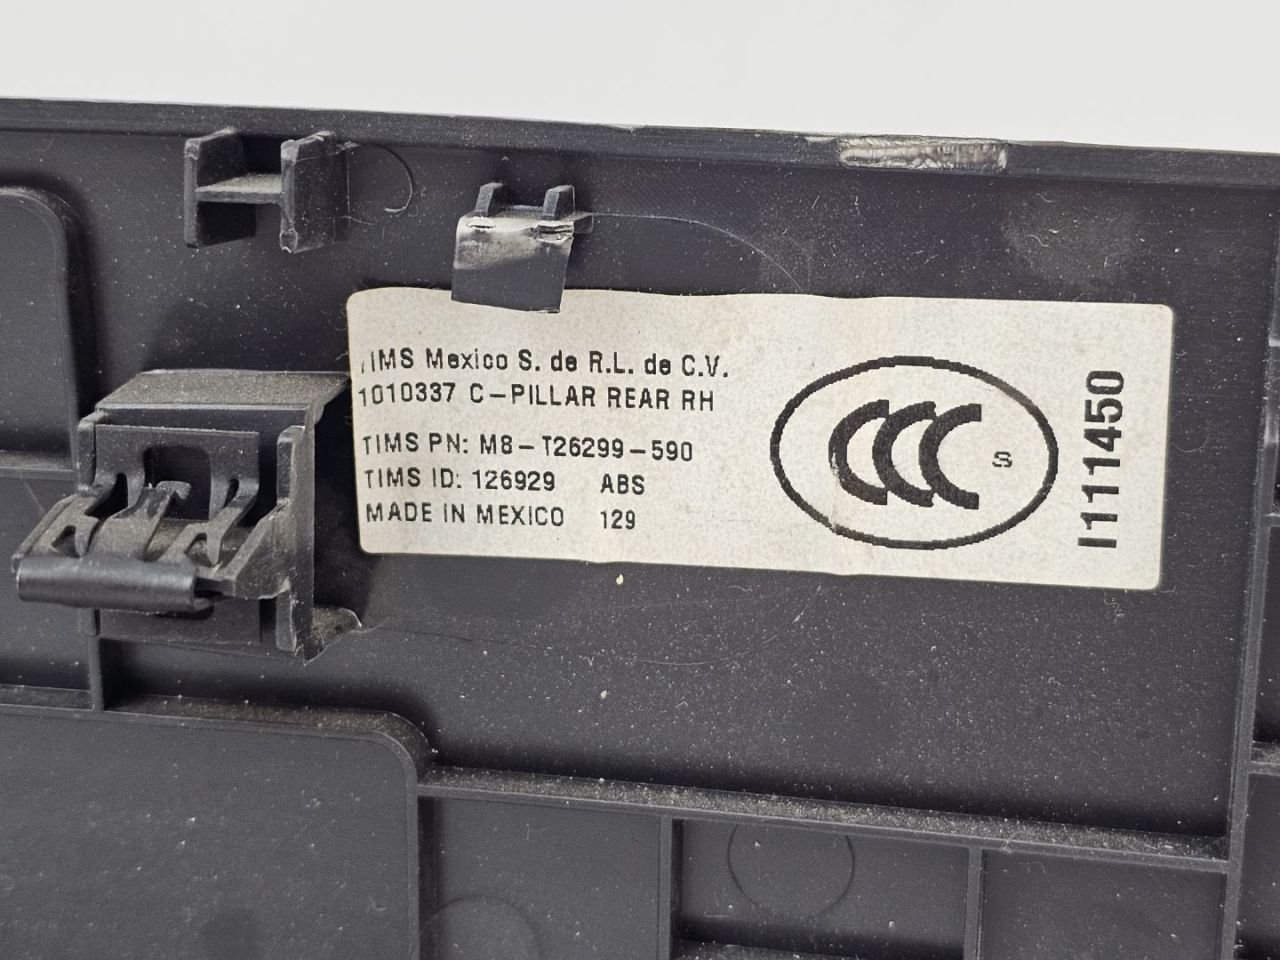 TIMS Mexico S. de R.L. de C.V.
1010337 C-PILLAR REAR RH
TIMS PN: M8-T26299-590
TIMS ID: 126929 ABS
MADE IN MEXICO 129
CCC S
I111450